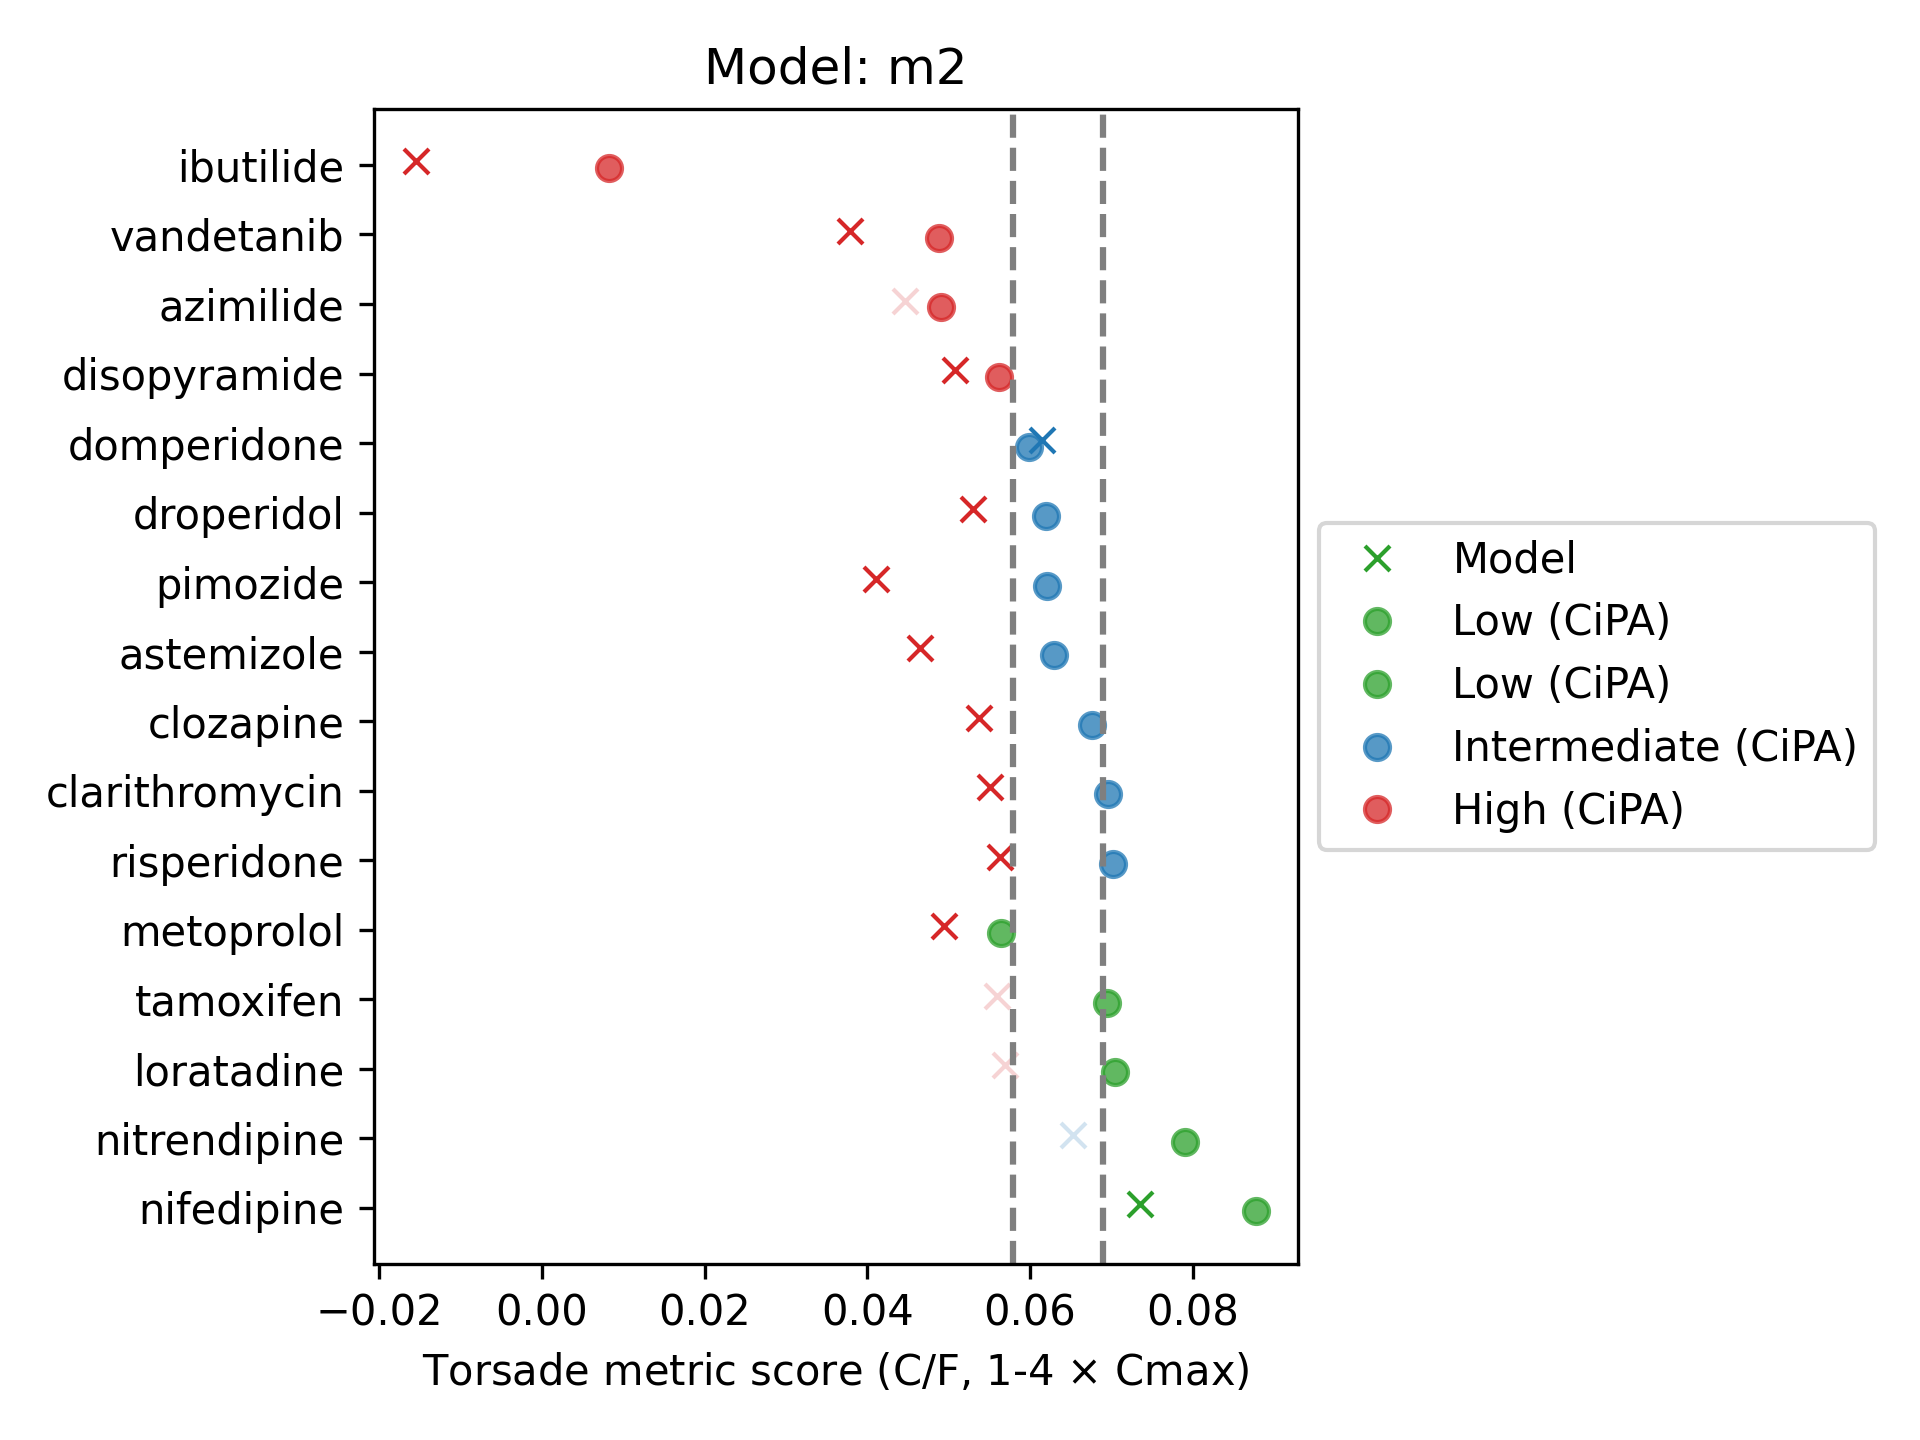 Model: m2
ibutilide
vandetanib
azimilide
disopyramide
domperidone
droperidol
pimozide
astemizole
clozapine
clarithromycin
risperidone
metoprolol
tamoxifen
loratadine
nitrendipine
nifedipine
−0.02 0.00 0.02 0.04 0.06 0.08
Torsade metric score (C/F, 1-4 × Cmax)
Model
Low (CiPA)
Low (CiPA)
Intermediate (CiPA)
High (CiPA)